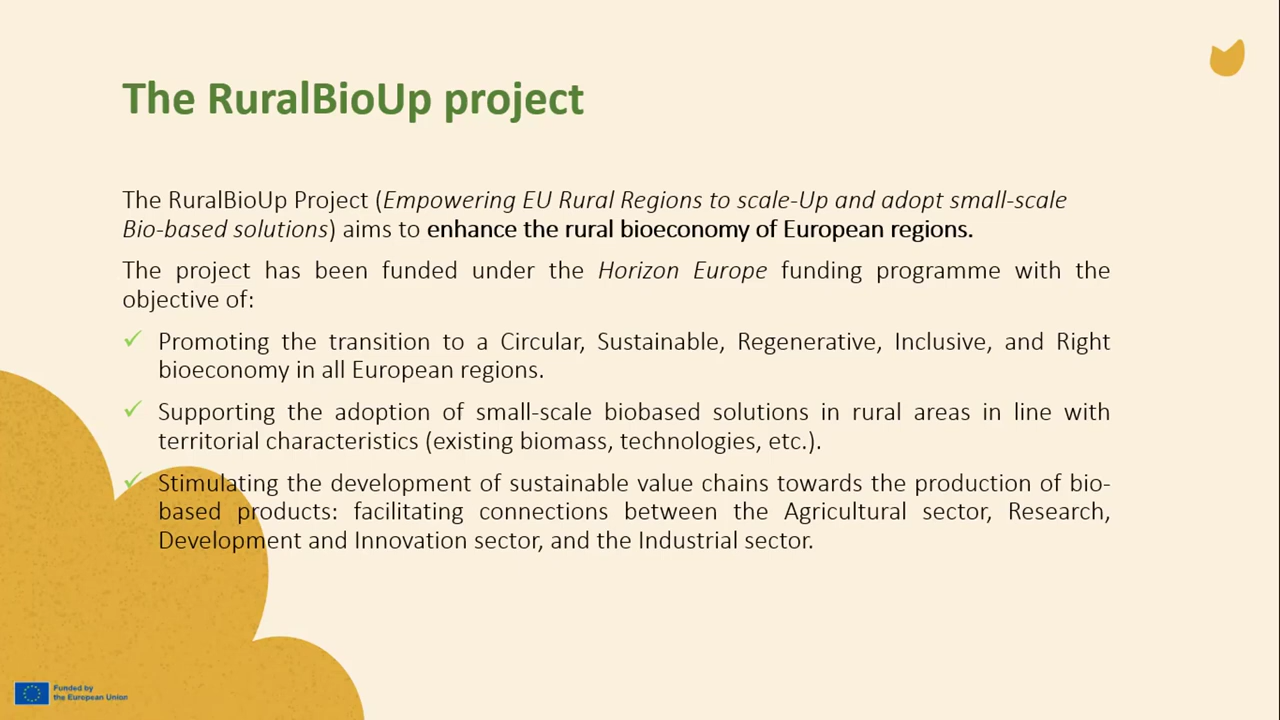 The RuralBioUp project
The RuralBioUp Project (Empowering EU Rural Regions to scale-Up and adopt small-scale
Bio-based solutions) aims to enhance the rural bioeconomy of European regions.
The project has been funded under the Horizon Europe funding programme with the
objective of:
✓ Promoting the transition to a Circular, Sustainable, Regenerative, Inclusive, and Right
bioeconomy in all European regions.
✓ Supporting the adoption of small-scale biobased solutions in rural areas in line with
territorial characteristics (existing biomass, technologies, etc.).
✓ Stimulating the development of sustainable value chains towards the production of bio-
based products: facilitating connections between the Agricultural sector, Research,
Development and Innovation sector, and the Industrial sector.
Funded by
the European Union